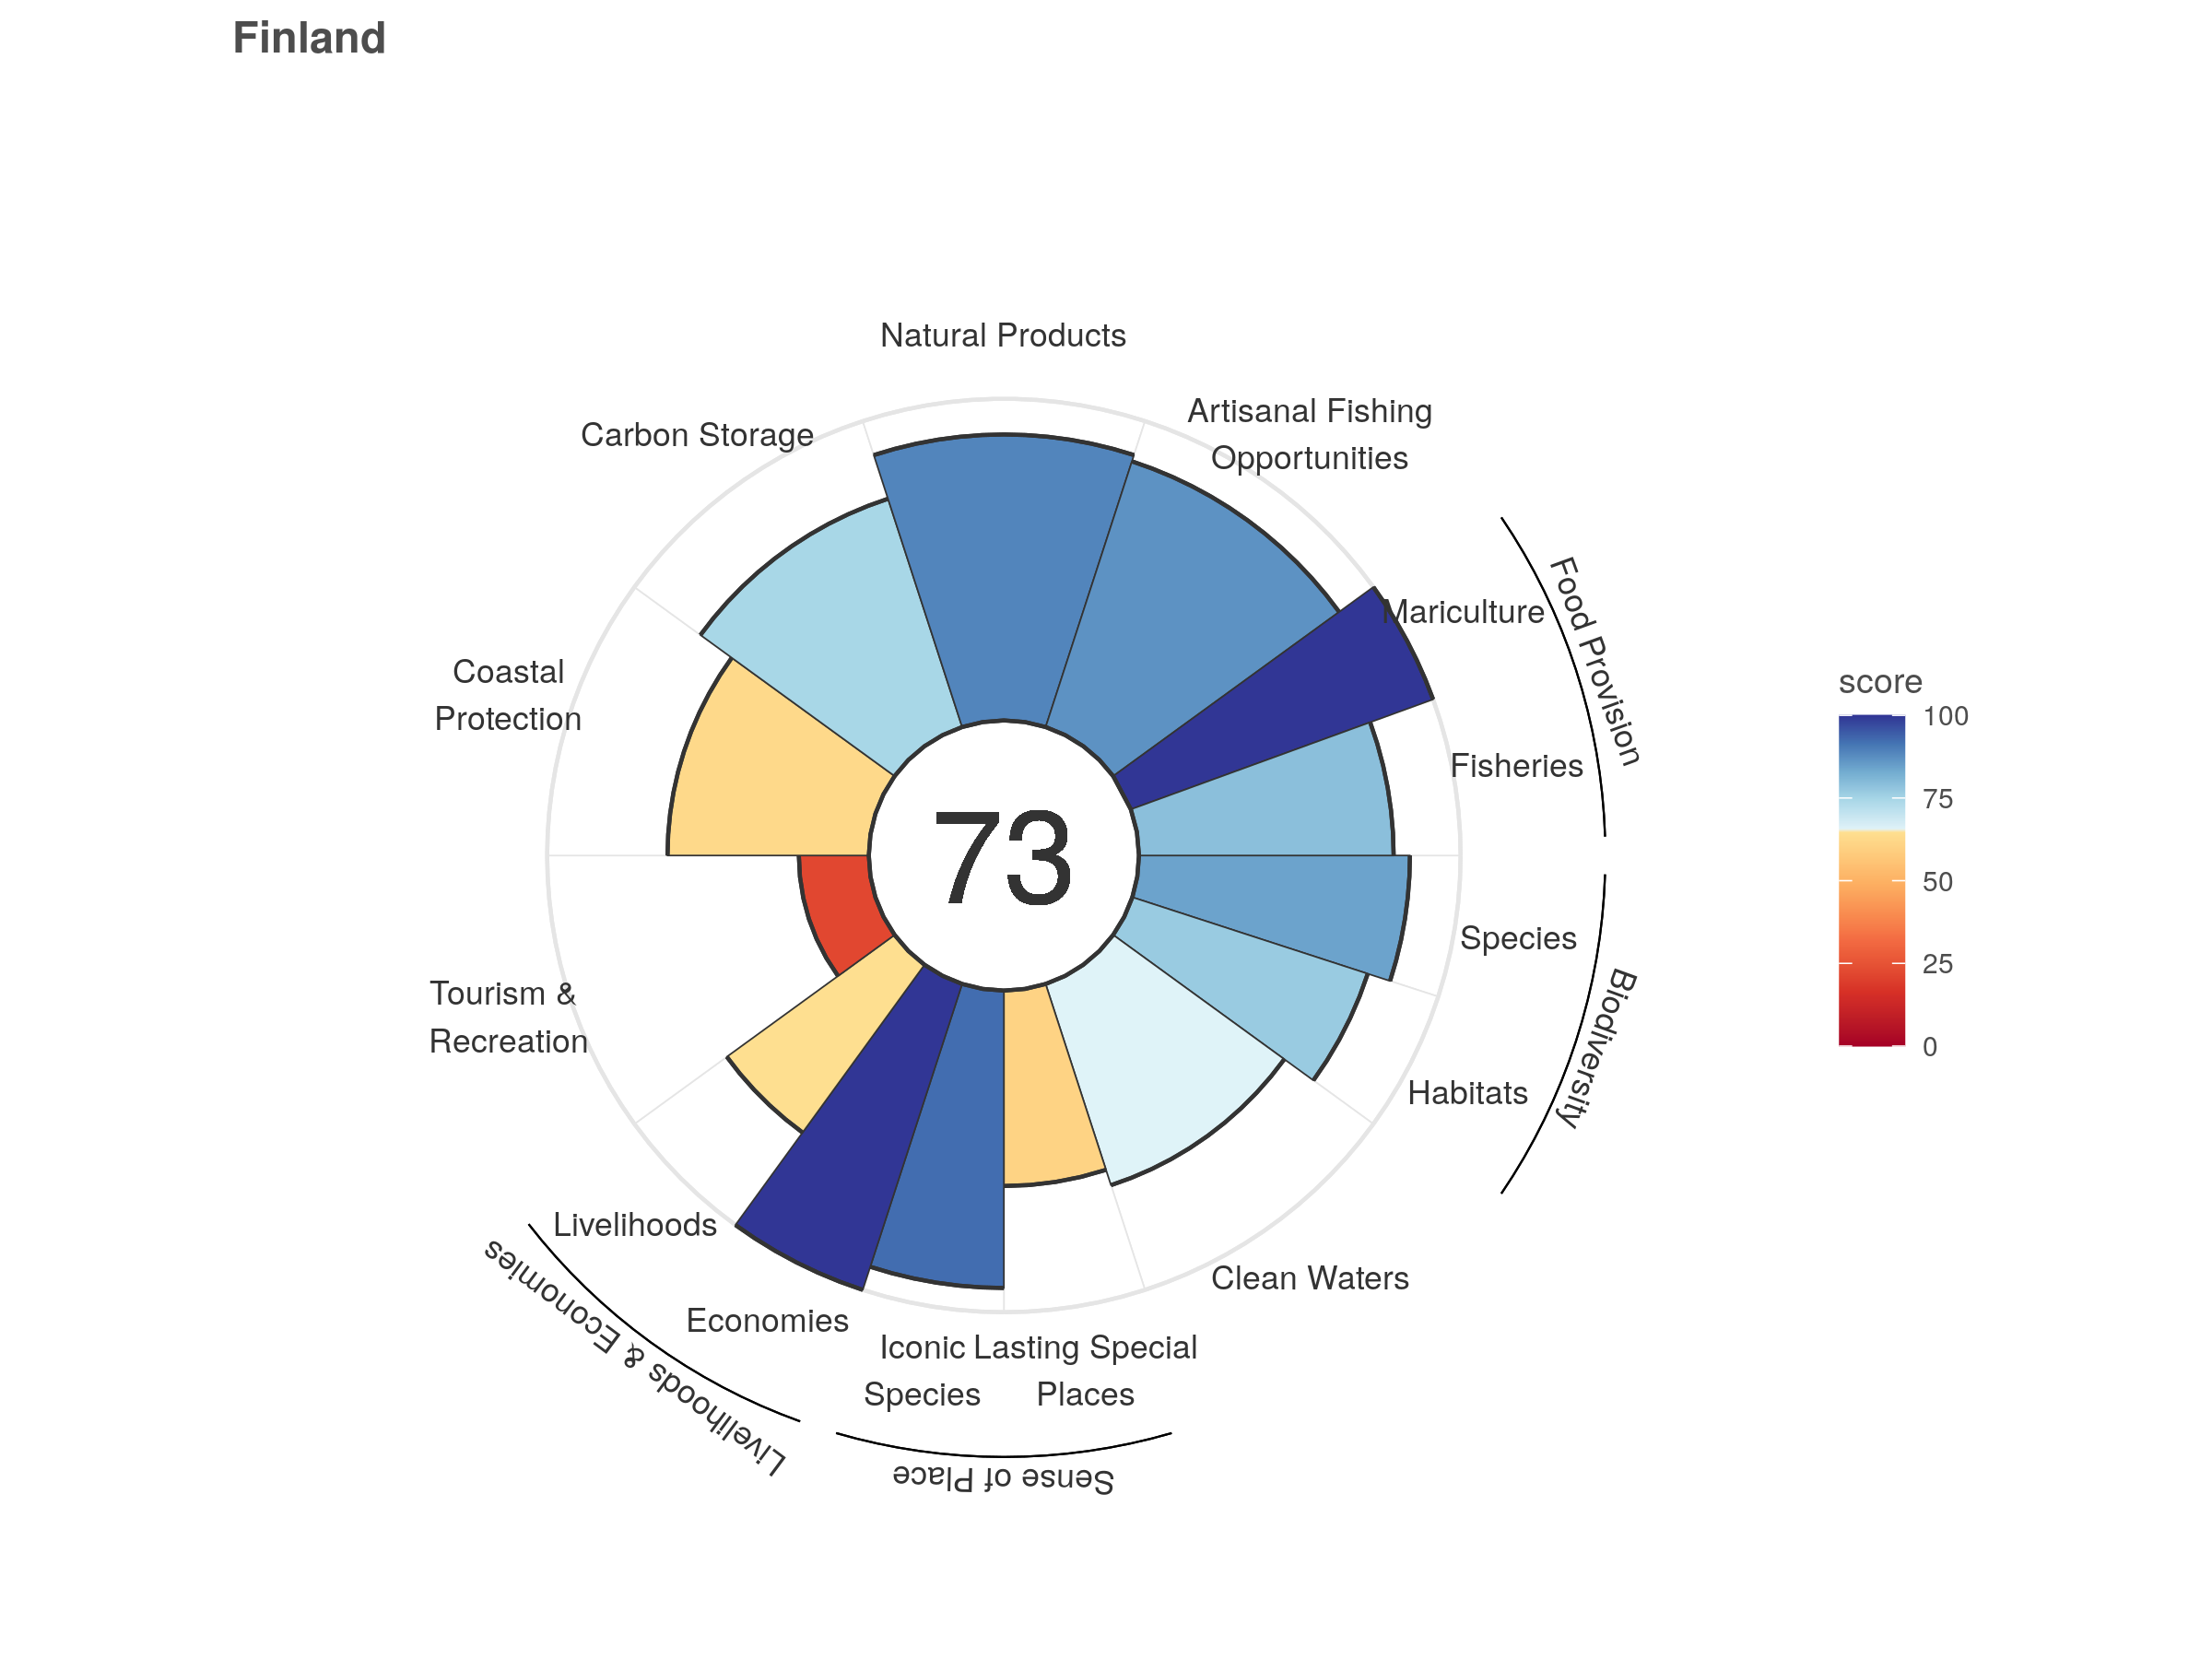 Finland
Natural Products
Artisanal Fishing
Opportunities
Carbon Storage
Mariculture
Food Provision
Coastal
Protection
Fisheries
73
score
100
75
50
25
0
Species
Biodiversity
Tourism &
Recreation
Habitats
Livelihoods
Clean Waters
Economies
Livelihoods & Economies
Iconic
Species
Lasting Special
Places
Sense of Place